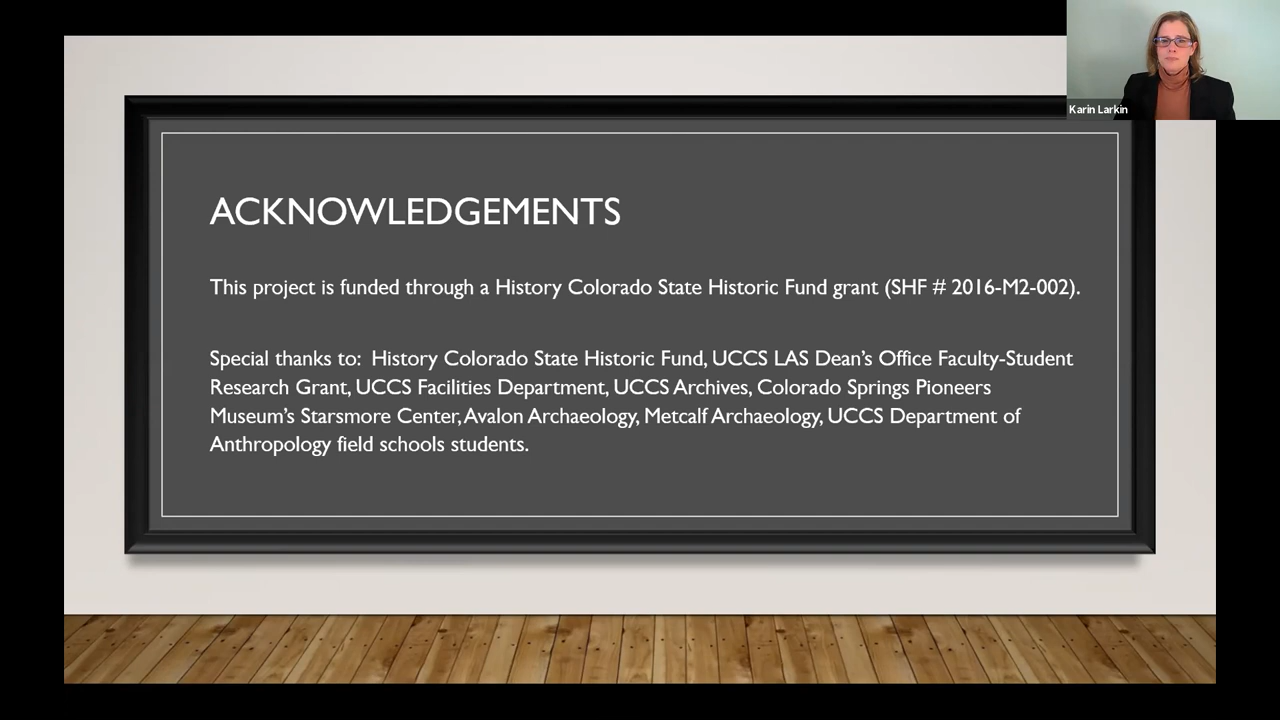 Karin Larkin
ACKNOWLEDGEMENTS
This project is funded through a History Colorado State Historic Fund grant (SHF # 2016-M2-002).
Special thanks to:  History Colorado State Historic Fund, UCCS LAS Dean's Office Faculty-Student
Research Grant, UCCS Facilities Department, UCCS Archives, Colorado Springs Pioneers
Museum's Starsmore Center, Avalon Archaeology, Metcalf Archaeology, UCCS Department of
Anthropology field schools students.